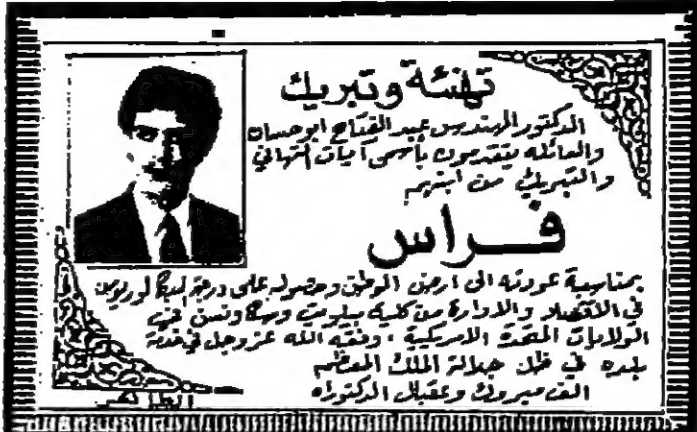 تهنئة وتبريك
الدكتور المهندس عبد الفتاح ابو حسان
والعائله يتقدمون بأسمى آيات التهاني
والتبريك من ابنهم
فراس
بمناسبة عودته الى ارض الوطن وحصوله على درجة البكالوريوس
في الاقتصاد والادارة من كلية بيلويت وسكاونسن في
الولايات المتحدة الامريكية ، وفقه الله عز وجل في خدمة
بلده في ظل جلالة الملك المعظم
الف مبروك وعقبال الدكتوراه